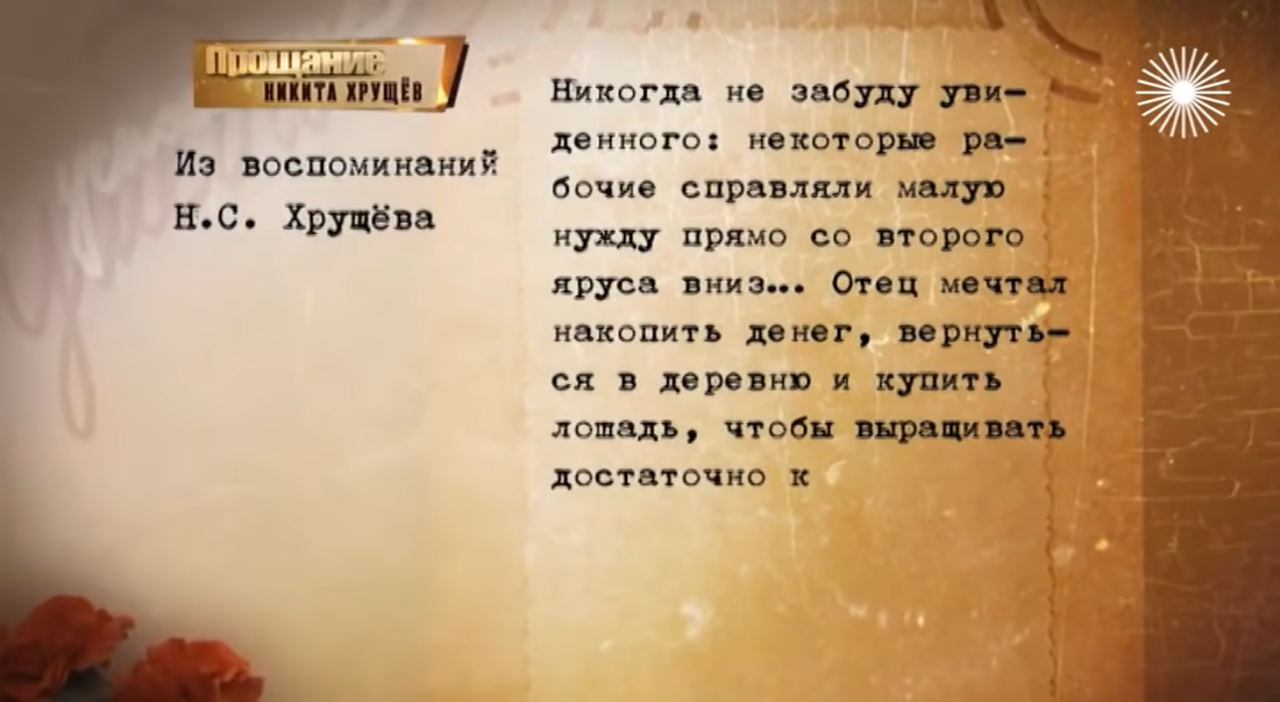 Прощание
НИКИТА ХРУЩЁВ
Из воспоминаний
Н.С. Хрущёва
Никогда не забуду уви-
денного: некоторые ра-
бочие справляли малую
нужду прямо со второго
яруса вниз... Отец мечтал
накопить денег, вернуть-
ся в деревню и купить
лошадь, чтобы выращивать
достаточно к